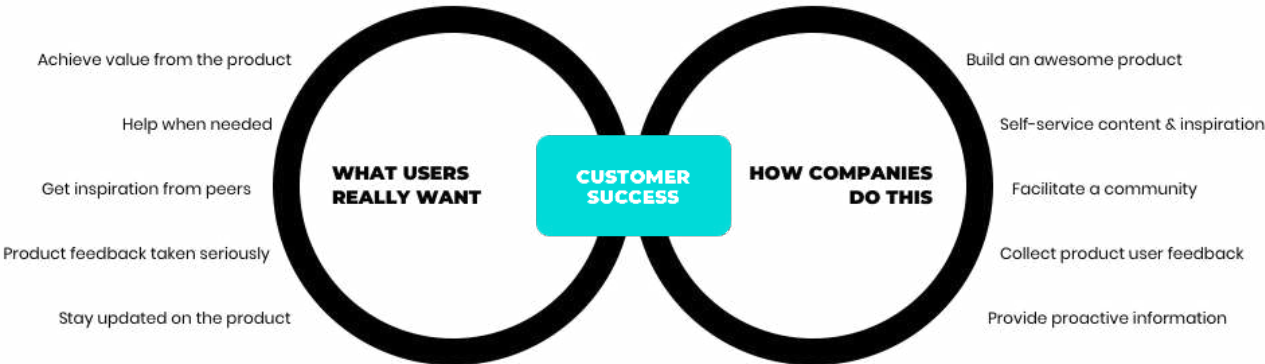 Achieve value from the product
Help when needed
Get inspiration from peers
Product feedback taken seriously
Stay updated on the product
WHAT USERS
REALLY WANT
CUSTOMER
SUCCESS
HOW COMPANIES
DO THIS
Build an awesome product
Self-service content & inspiration
Facilitate a community
Collect product user feedback
Provide proactive information